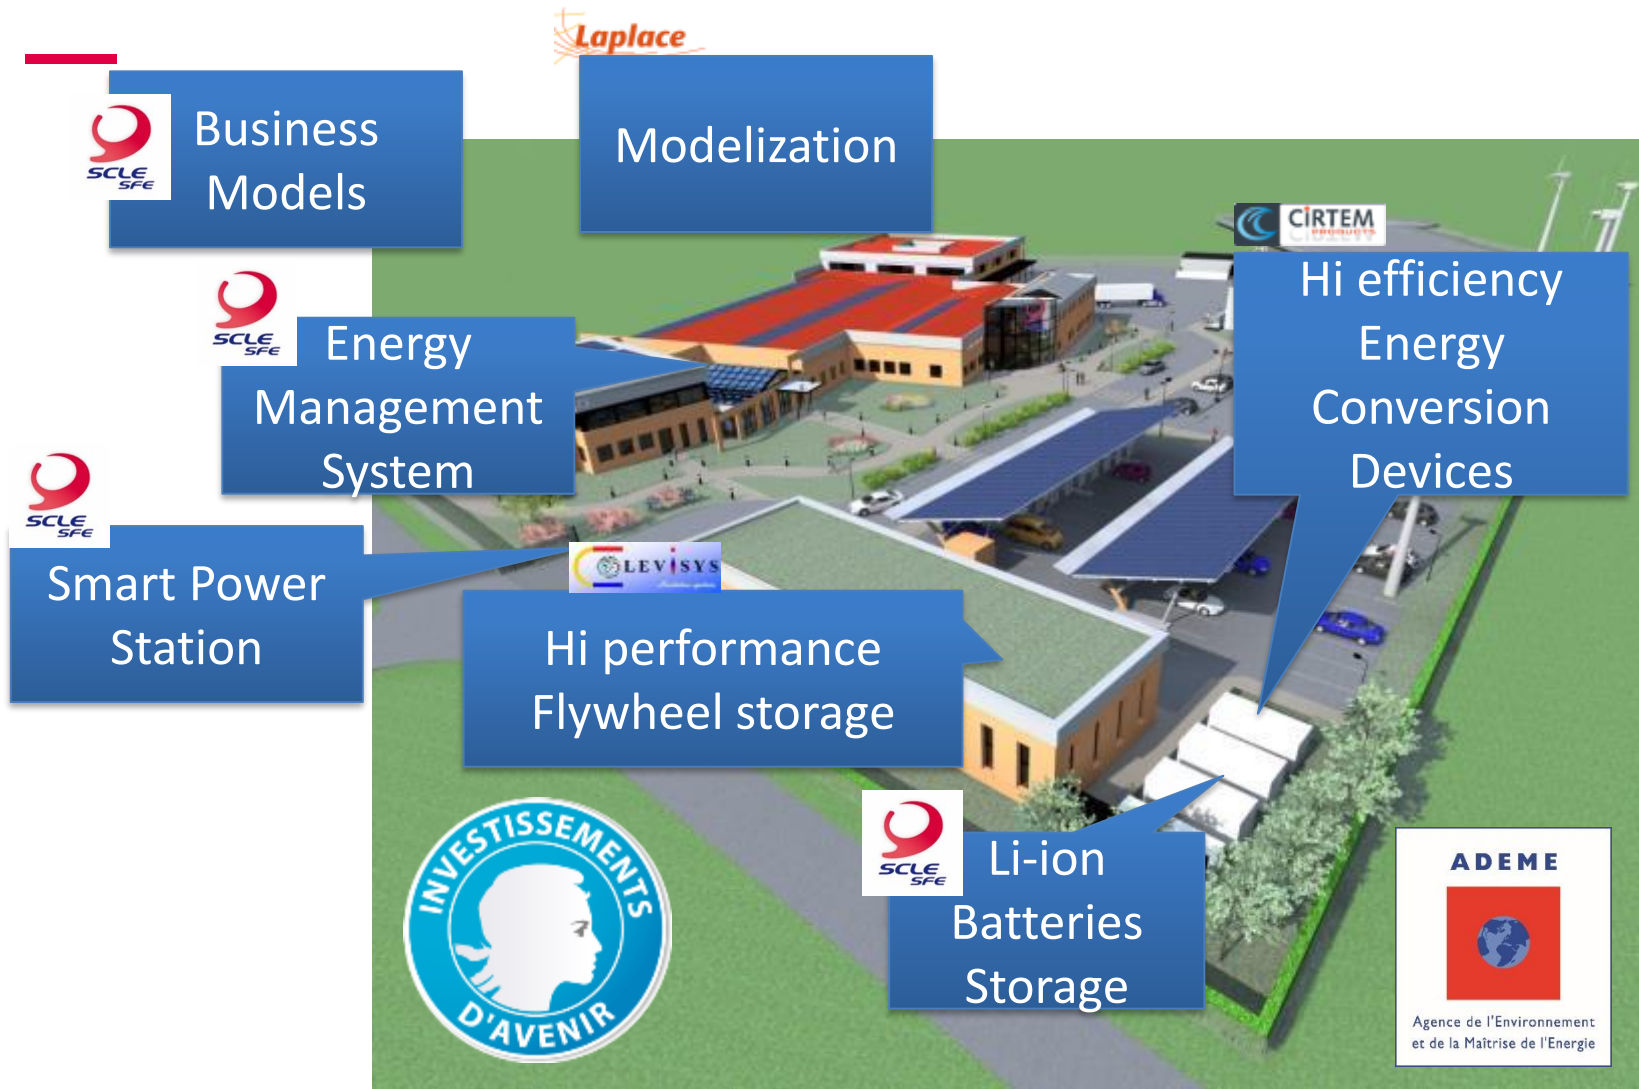 Laplace
SCLE
SFE
Business
Models
Modelization
CiRTEM
PRODUCTS
SCLE
SFE
Energy
Management
System
Hi efficiency
Energy
Conversion
Devices
SCLE
SFE
Smart Power
Station
LEViSYS
Hi performance
Flywheel storage
SCLE
SFE
Li-ion
Batteries
Storage
INVESTISSEMENTS
D'AVENIR
ADEME
Agence de l'Environnement
et de la Maîtrise de l'Energie